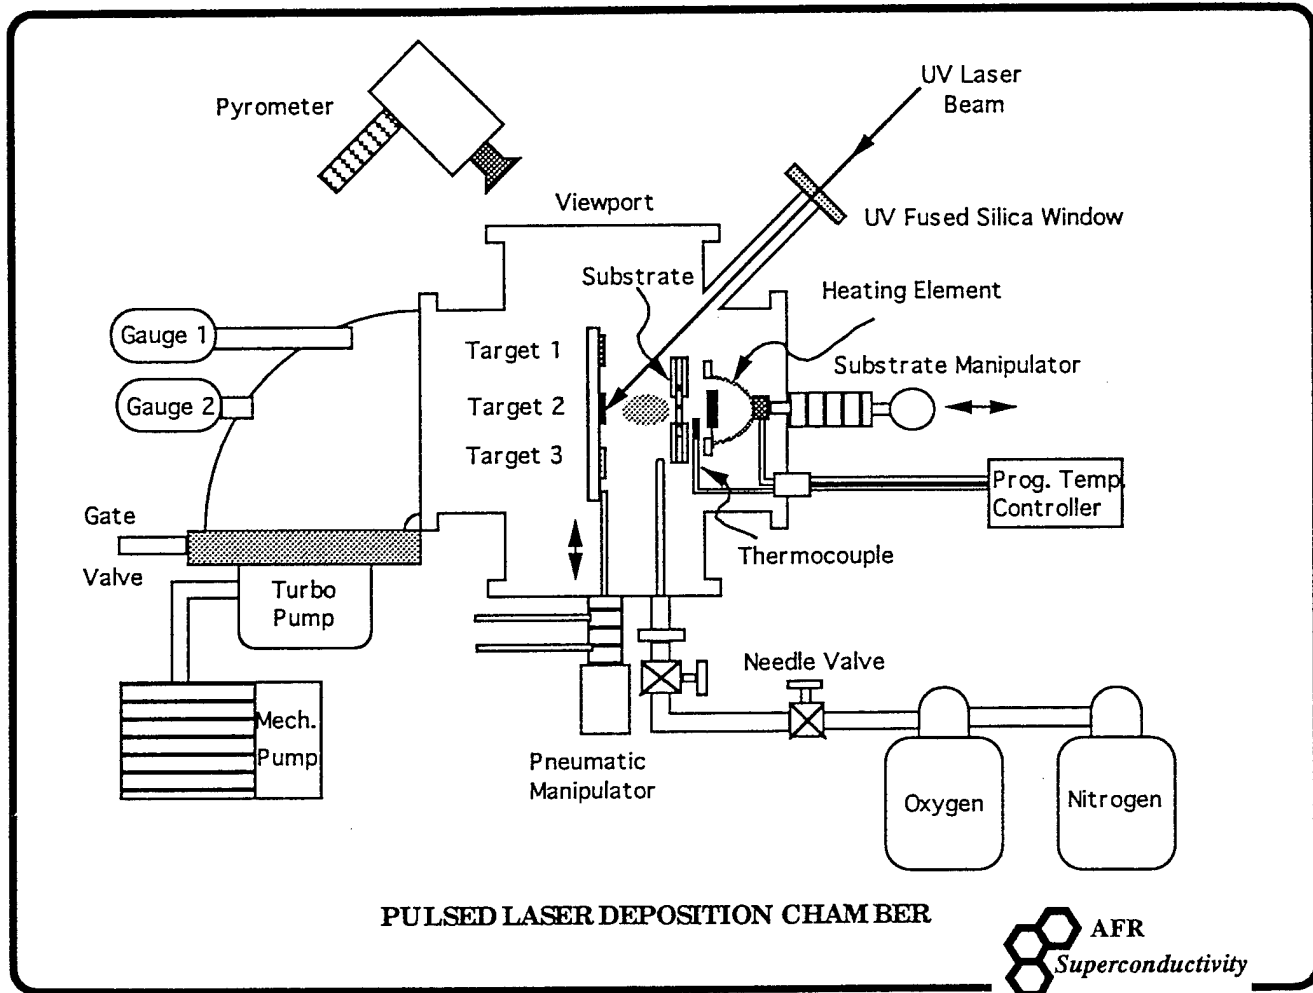 UV Laser
Beam
Pyrometer
Viewport
UV Fused Silica Window
Substrate
Heating Element
Gauge 1
Target 1
Substrate Manipulator
Gauge 2
Target 2
Target 3
Prog. Temp.
Controller
Gate
Valve
Thermocouple
Turbo
Pump
Needle Valve
Mech.
Pump
Pneumatic
Manipulator
Oxygen
Nitrogen
PULSED LASER DEPOSITION CHAMBER
AFR
Superconductivity